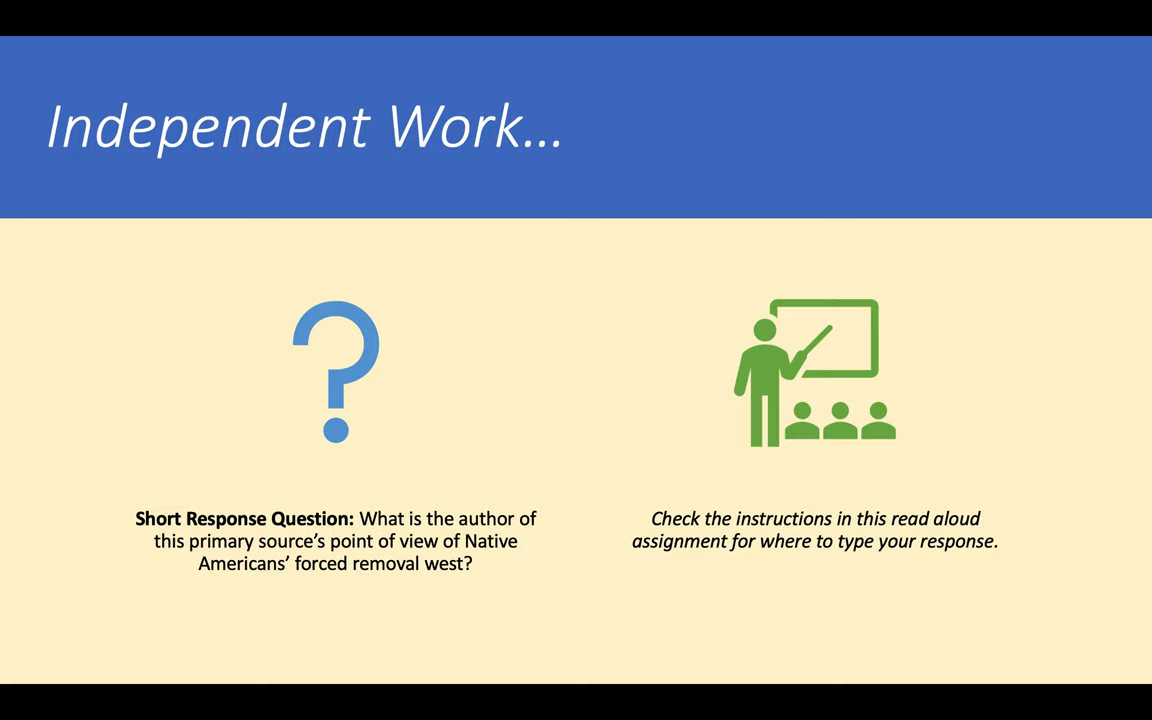 Independent Work...
Short Response Question: What is the author of
this primary source's point of view of Native
Americans' forced removal west?
Check the instructions in this read aloud
assignment for where to type your response.